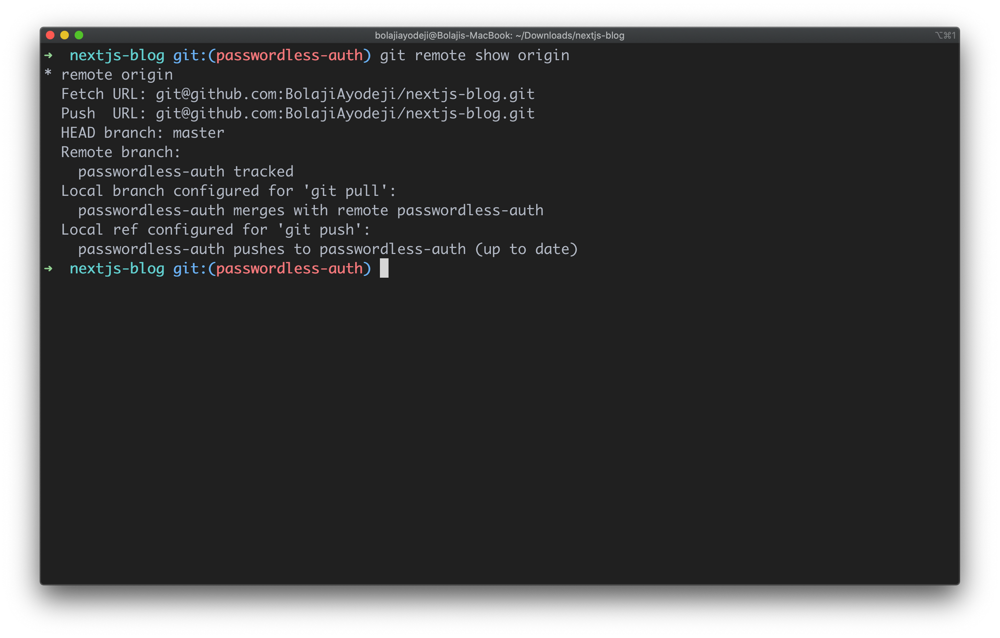 bolajiayodeji@Bolajis-MacBook: ~/Downloads/nextjs-blog ⌥⌘1
➜  nextjs-blog git:(passwordless-auth) git remote show origin
* remote origin
  Fetch URL: git@github.com:BolajiAyodeji/nextjs-blog.git
  Push  URL: git@github.com:BolajiAyodeji/nextjs-blog.git
  HEAD branch: master
  Remote branch:
    passwordless-auth tracked
  Local branch configured for 'git pull':
    passwordless-auth merges with remote passwordless-auth
  Local ref configured for 'git push':
    passwordless-auth pushes to passwordless-auth (up to date)
➜  nextjs-blog git:(passwordless-auth)